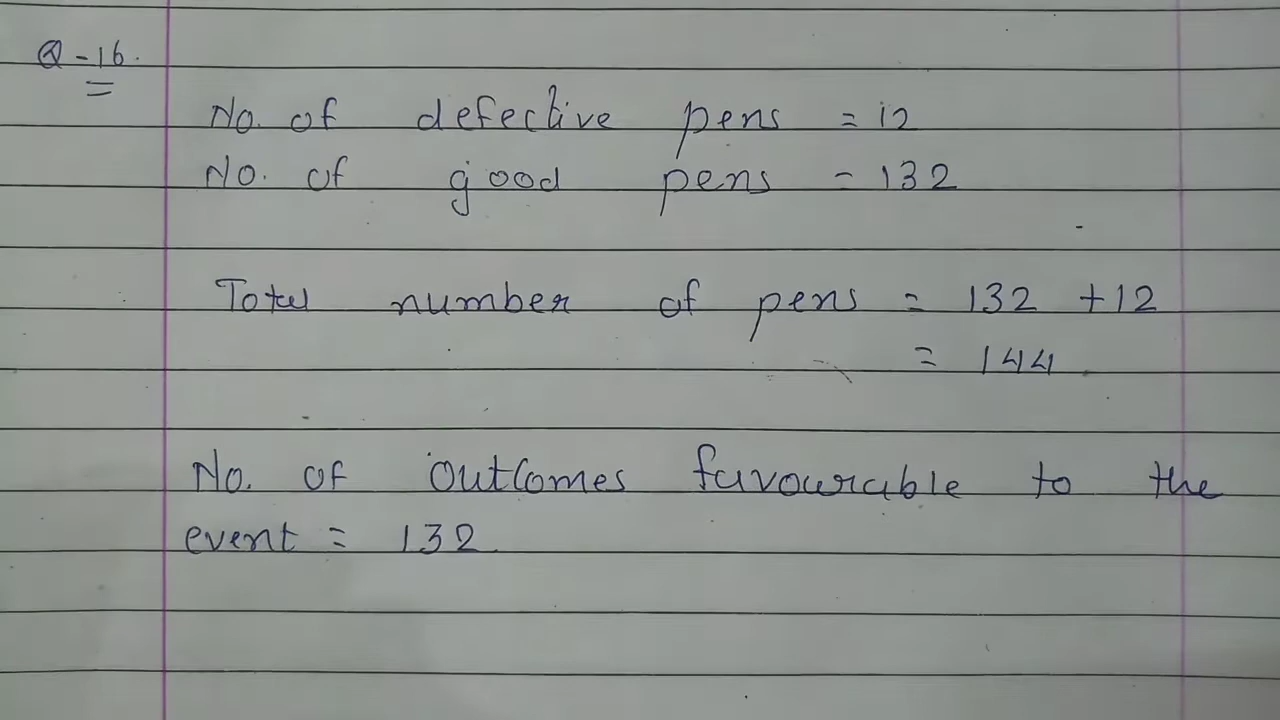 Q-16.
No. of defective pens = 12
No. of good pens - 132
Total number of pens = 132 + 12
= 144
No. of outcomes favourable to the
event = 132